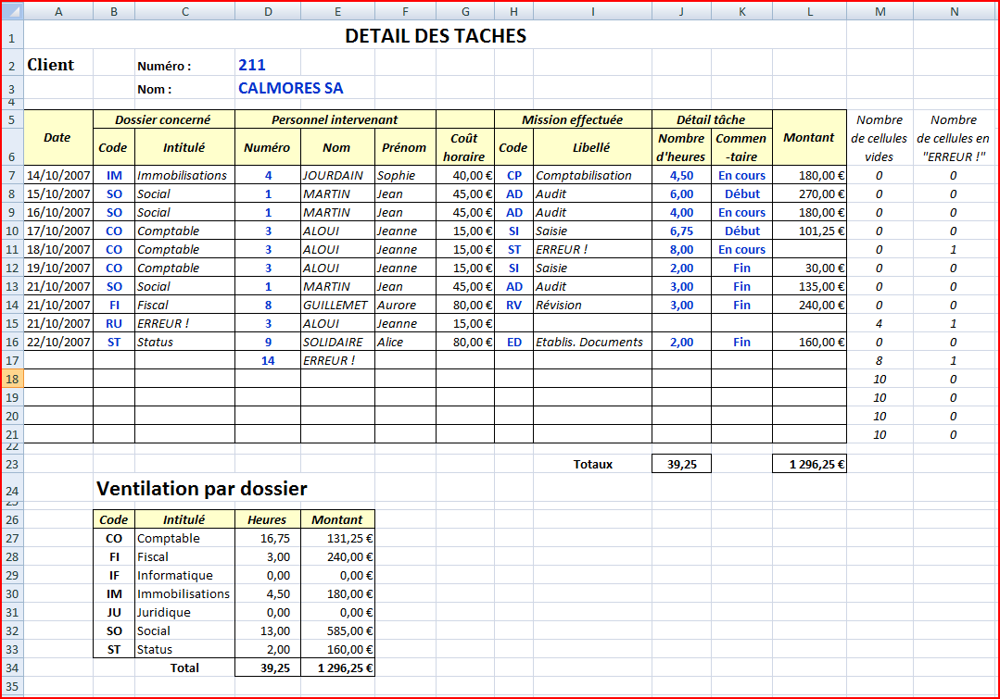 A B C D E F G H I J K L M N
1 DETAIL DES TACHES
2 Client Numéro : 211
3 Nom : CALMORES SA
4
5 Date Dossier concerné Personnel intervenant Coût horaire Mission effectuée Détail tâche Montant Nombre de cellules vides Nombre de cellules en "ERREUR !"
6 Code Intitulé Numéro Nom Prénom Code Libellé Nombre d'heures Commen -taire
7 14/10/2007 IM Immobilisations 4 JOURDAIN Sophie 40,00 € CP Comptabilisation 4,50 En cours 180,00 € 0 0
8 15/10/2007 SO Social 1 MARTIN Jean 45,00 € AD Audit 6,00 Début 270,00 € 0 0
9 16/10/2007 SO Social 1 MARTIN Jean 45,00 € AD Audit 4,00 En cours 180,00 € 0 0
10 17/10/2007 CO Comptable 3 ALOUI Jeanne 15,00 € SI Saisie 6,75 Début 101,25 € 0 0
11 18/10/2007 CO Comptable 3 ALOUI Jeanne 15,00 € ST ERREUR ! 8,00 En cours 0 1
12 19/10/2007 CO Comptable 3 ALOUI Jeanne 15,00 € SI Saisie 2,00 Fin 30,00 € 0 0
13 21/10/2007 SO Social 1 MARTIN Jean 45,00 € AD Audit 3,00 Fin 135,00 € 0 0
14 21/10/2007 FI Fiscal 8 GUILLEMET Aurore 80,00 € RV Révision 3,00 Fin 240,00 € 0 0
15 21/10/2007 RU ERREUR ! 3 ALOUI Jeanne 15,00 € 4 1
16 22/10/2007 ST Status 9 SOLIDAIRE Alice 80,00 € ED Etablis. Documents 2,00 Fin 160,00 € 0 0
17 14 ERREUR ! 8 1
18 10 0
19 10 0
20 10 0
21 10 0
22
23 Totaux 39,25 1 296,25 €
24 Ventilation par dossier
25
26 Code Intitulé Heures Montant
27 CO Comptable 16,75 131,25 €
28 FI Fiscal 3,00 240,00 €
29 IF Informatique 0,00 0,00 €
30 IM Immobilisations 4,50 180,00 €
31 JU Juridique 0,00 0,00 €
32 SO Social 13,00 585,00 €
33 ST Status 2,00 160,00 €
34 Total 39,25 1 296,25 €
35